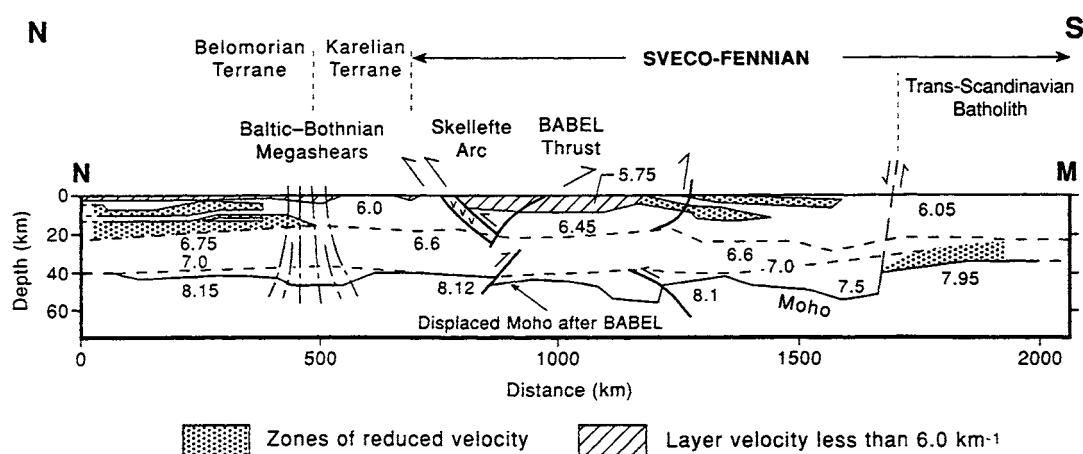 N
S
Belomorian
Terrane
Karelian
Terrane
SVECO-FENNIAN
Trans-Scandinavian
Batholith
Baltic–Bothnian
Megashears
Skellefte
Arc
BABEL
Thrust
N
M
5.75
0
20
40
60
Depth (km)
6.0
6.45
6.05
6.75
6.6
6.6
7.0
7.0
8.15
8.12
8.1
7.5
7.95
Moho
Displaced Moho after BABEL
0
500
1000
1500
2000
Distance (km)
Zones of reduced velocity
Layer velocity less than 6.0 km-1